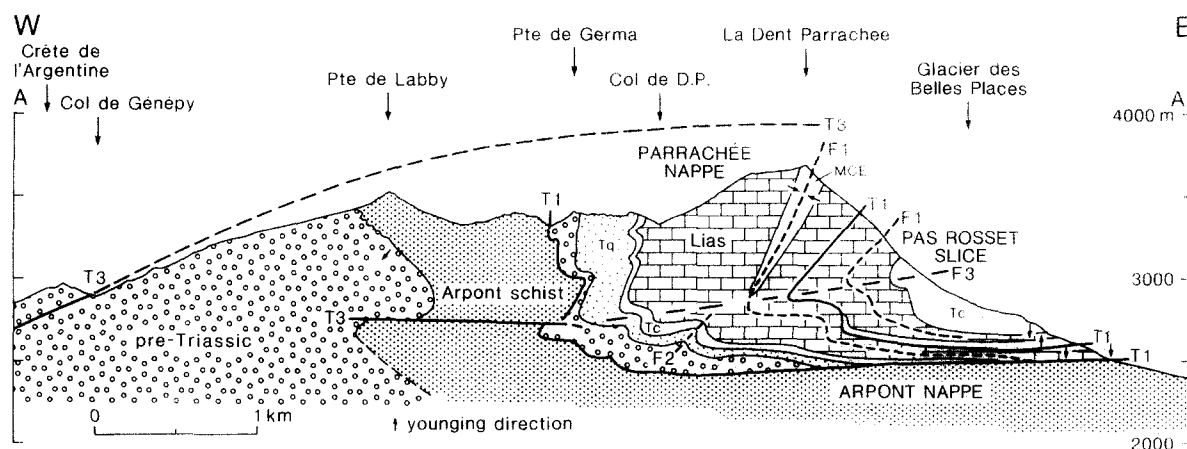 W
E
Crête de
l'Argentine
A
Col de Génépy
Pte de Labby
Pte de Germa
Col de D.P.
La Dent Parrachee
Glacier des
Belles Places
A
4000 m
T3
PARRACHÉE
NAPPE
F1
MCE
T1
T1
F1
Tq
Lias
PAS ROSSET
SLICE
F3
T3
3000
Arpont schist
Tc
Tc
T3
pre-Triassic
F2
T1
T1
ARPONT NAPPE
0
1 km
younging direction
2000